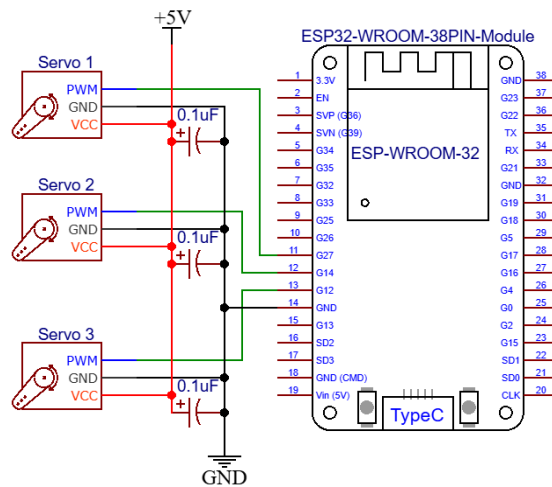 +5V
Servo 1
PWM
GND
VCC
0.1uF
+
Servo 2
PWM
GND
VCC
0.1uF
+
Servo 3
PWM
GND
VCC
0.1uF
+
GND
ESP32-WROOM-38PIN-Module
ESP-WROOM-32
1 3.3V
2 EN
3 SVP (G36)
4 SVN (G39)
5 G34
6 G35
7 G32
8 G33
9 G25
10 G26
11 G27
12 G14
13 G12
14 GND
15 G13
16 SD2
17 SD3
18 GND (CMD)
19 Vin (5V)
GND 38
G23 37
G22 36
TX 35
RX 34
G21 33
GND 32
G19 31
G18 30
G5 29
G17 28
G16 27
G4 26
G0 25
G2 24
G15 23
SD1 22
SD0 21
CLK 20
TypeC